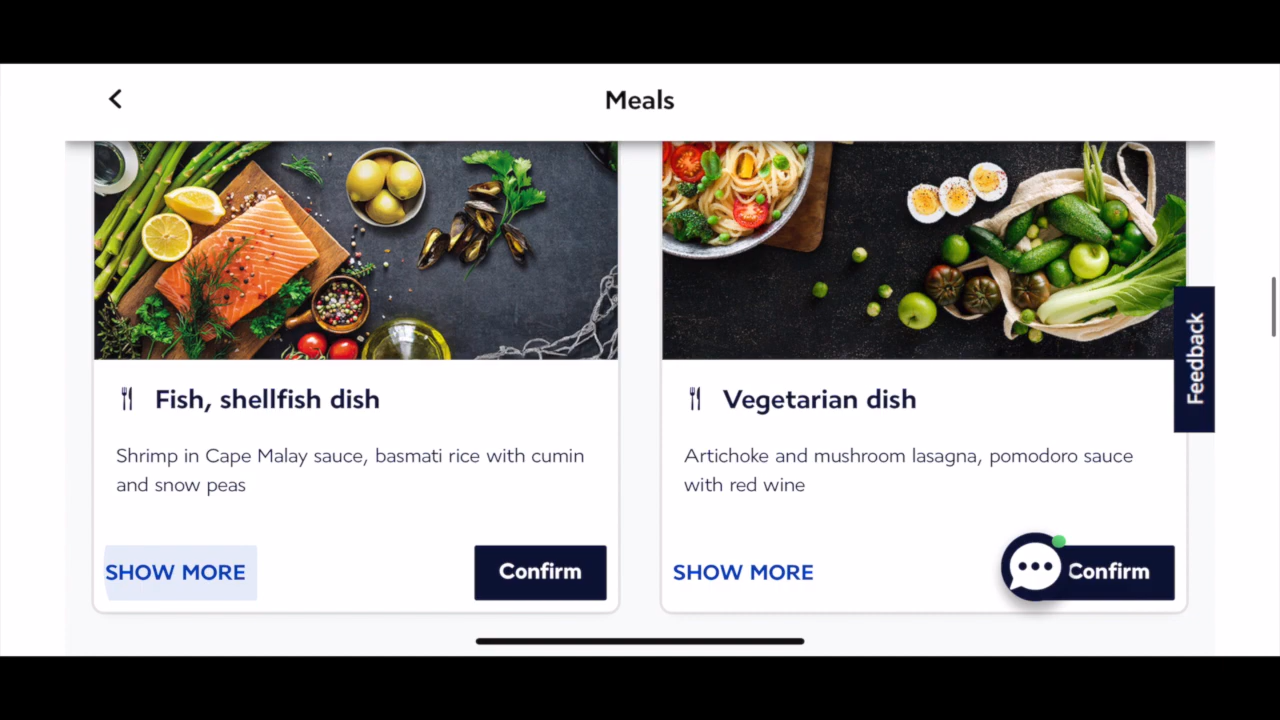 Meals
Fish, shellfish dish
Shrimp in Cape Malay sauce, basmati rice with cumin
and snow peas
SHOW MORE
Confirm
Vegetarian dish
Artichoke and mushroom lasagna, pomodoro sauce
with red wine
SHOW MORE
Confirm
Feedback